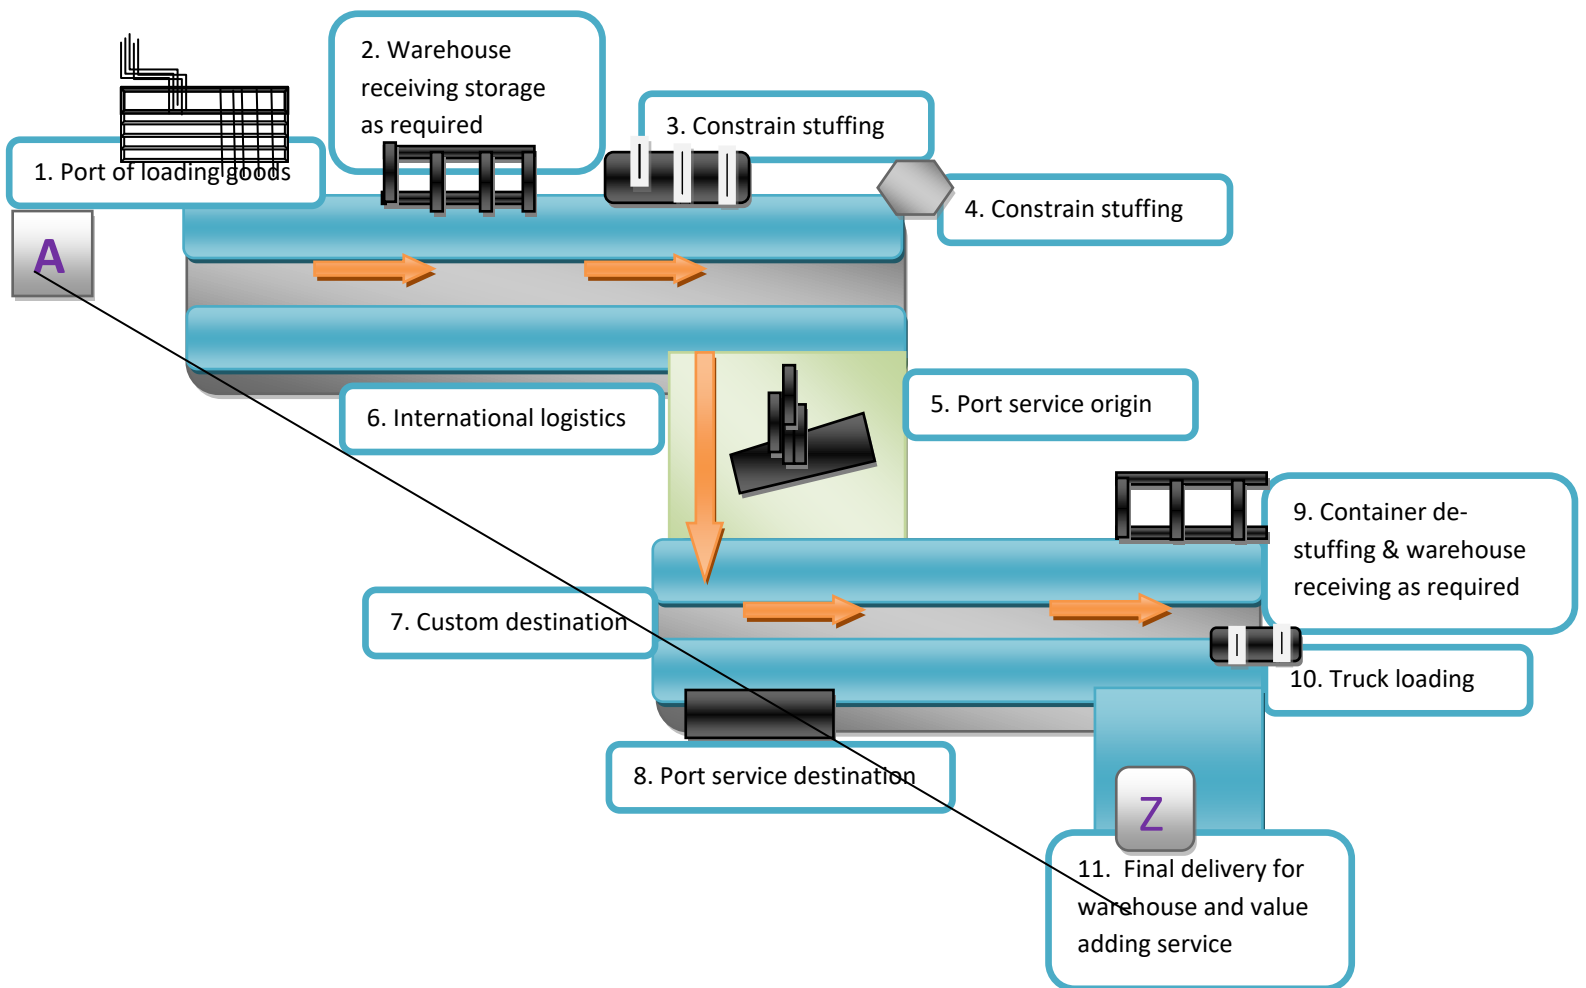 1. Port of loading goods
2. Warehouse
receiving storage
as required
3. Constrain stuffing
4. Constrain stuffing
A
5. Port service origin
6. International logistics
7. Custom destination
8. Port service destination
9. Container de-
stuffing & warehouse
receiving as required
10. Truck loading
Z
11. Final delivery for
warehouse and value
adding service